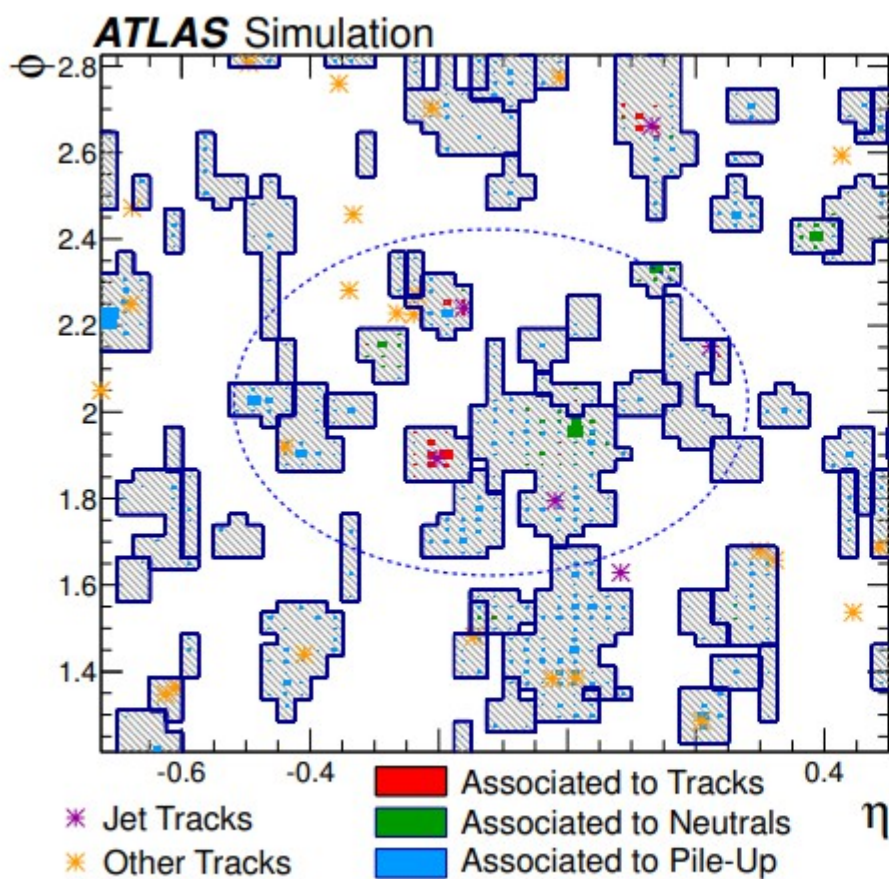 ATLAS Simulation
ϕ
2.8
2.6
2.4
2.2
2
1.8
1.6
1.4
-0.6 -0.4 0.4
η
Jet Tracks
Other Tracks
Associated to Tracks
Associated to Neutrals
Associated to Pile-Up